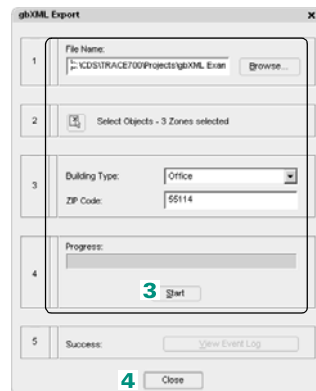 gbXML Export
1
File Name:
C:\CDS\TRACE700\Projects\gbXML Exam
Browse...
2
Select Objects - 3 Zones selected
3
Building Type:
Office
ZIP Code:
55114
4
Progress:
3
Start
5
Success:
View Event Log
4
Close